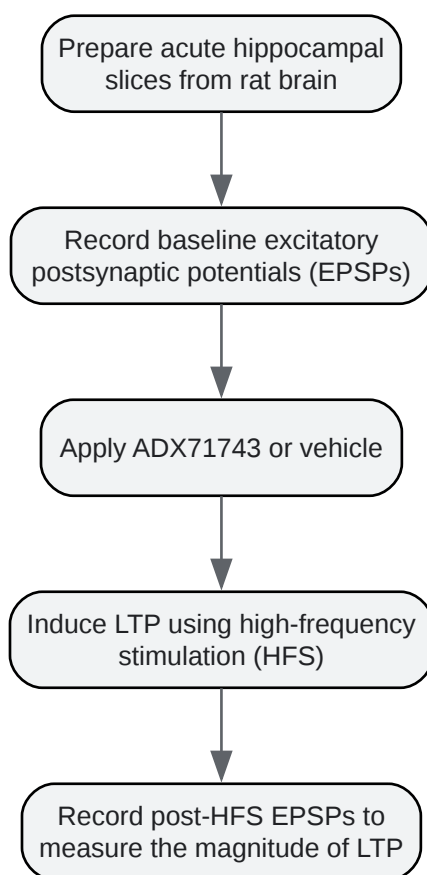 Prepare acute hippocampal
slices from rat brain
Record baseline excitatory
postsynaptic potentials (EPSPs)
Apply ADX71743 or vehicle
Induce LTP using high-frequency
stimulation (HFS)
Record post-HFS EPSPs to
measure the magnitude of LTP